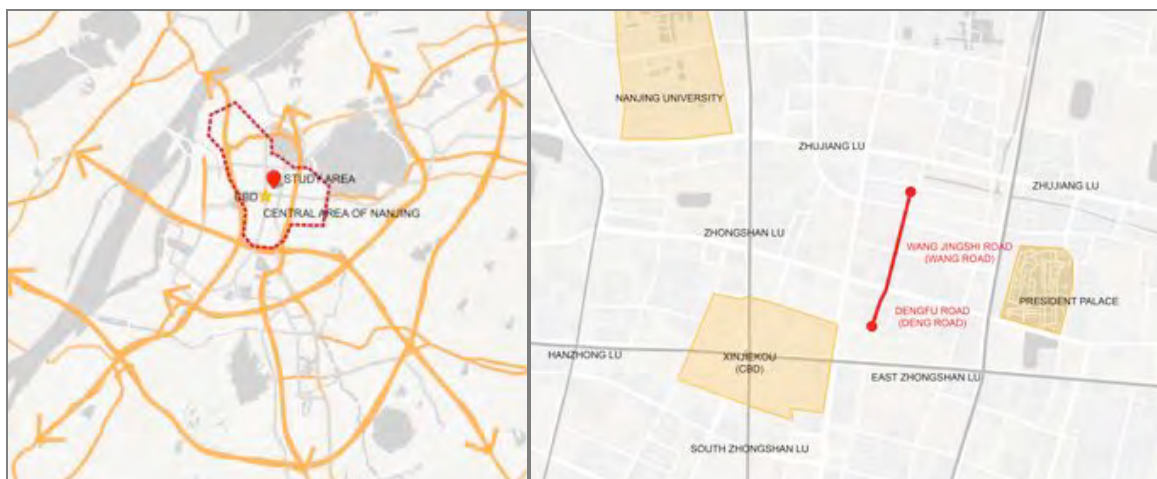 STUDY AREA
CBD
CENTRAL AREA OF NANJING
NANJING UNIVERSITY
ZHUJIANG LU
ZHUJIANG LU
ZHONGSHAN LU
WANG JINGSHI ROAD
(WANG ROAD)
PRESIDENT PALACE
DENGFU ROAD
(DENG ROAD)
HANZHONG LU
XINJIEKOU
(CBD)
EAST ZHONGSHAN LU
SOUTH ZHONGSHAN LU